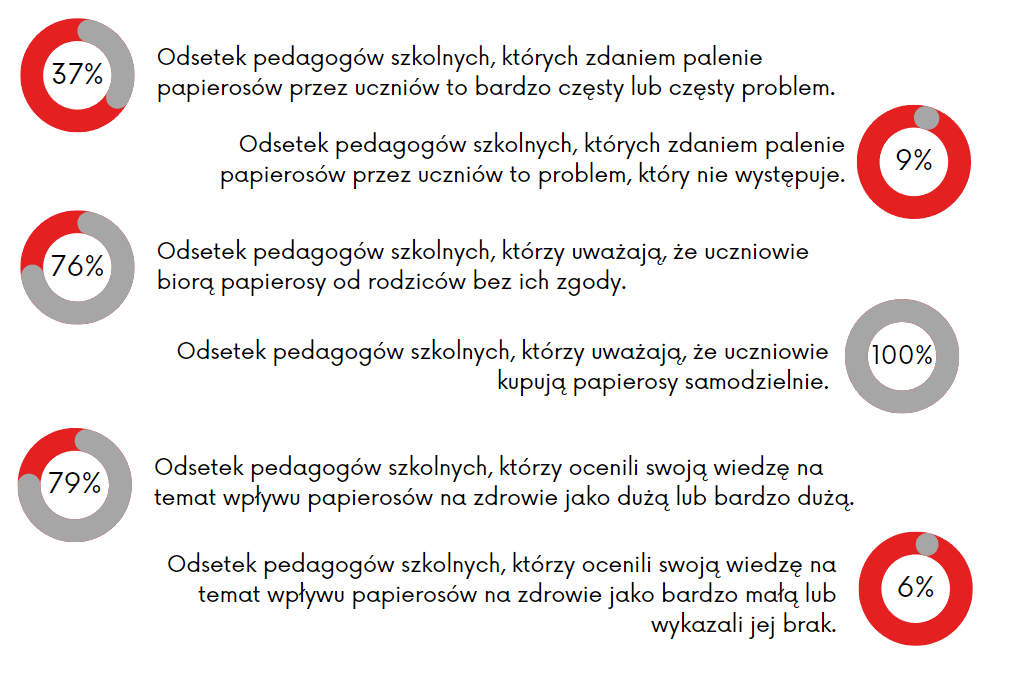 37%
Odsetek pedagogów szkolnych, których zdaniem palenie
papierosów przez uczniów to bardzo częsty lub częsty problem.
Odsetek pedagogów szkolnych, których zdaniem palenie
papierosów przez uczniów to problem, który nie występuje.
9%
76%
Odsetek pedagogów szkolnych, którzy uważają, że uczniowie
biorą papierosy od rodziców bez ich zgody.
Odsetek pedagogów szkolnych, którzy uważają, że uczniowie
kupują papierosy samodzielnie.
100%
79%
Odsetek pedagogów szkolnych, którzy ocenili swoją wiedzę na
temat wpływu papierosów na zdrowie jako dużą lub bardzo dużą.
Odsetek pedagogów szkolnych, którzy ocenili swoją wiedzę na
temat wpływu papierosów na zdrowie jako bardzo małą lub
wykazali jej brak.
6%